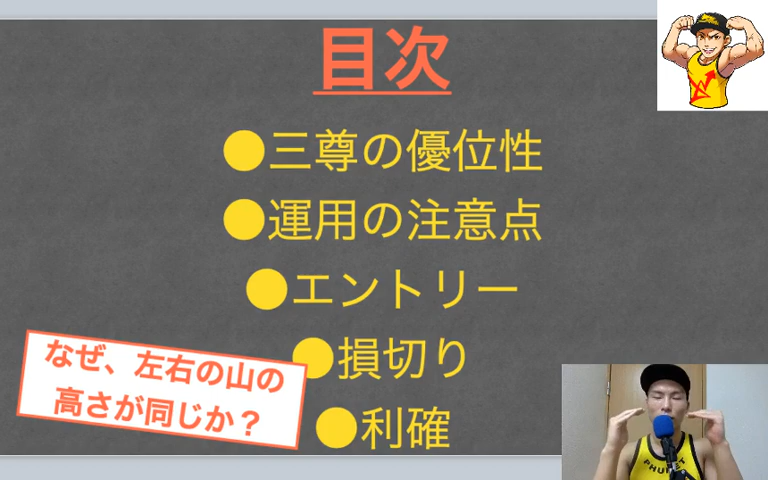 目次
●三尊の優位性
●運用の注意点
●エントリー
●損切り
●利確
なぜ、左右の山の
高さが同じか？
PHUKET